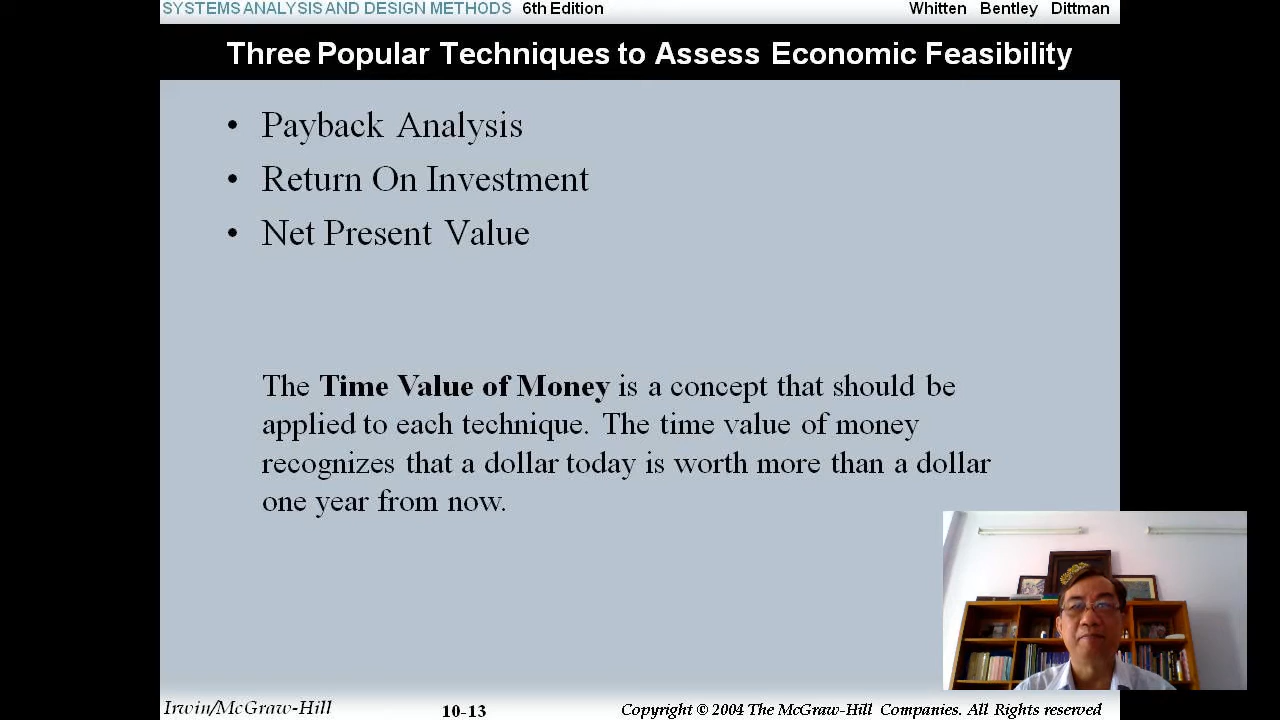 SYSTEMS ANALYSIS AND DESIGN METHODS 6th Edition Whitten Bentley Dittman
Three Popular Techniques to Assess Economic Feasibility
• Payback Analysis
• Return On Investment
• Net Present Value
The Time Value of Money is a concept that should be
applied to each technique. The time value of money
recognizes that a dollar today is worth more than a dollar
one year from now.
Irwin/McGraw-Hill 10-13 Copyright © 2004 The McGraw-Hill Companies. All Rights reserved